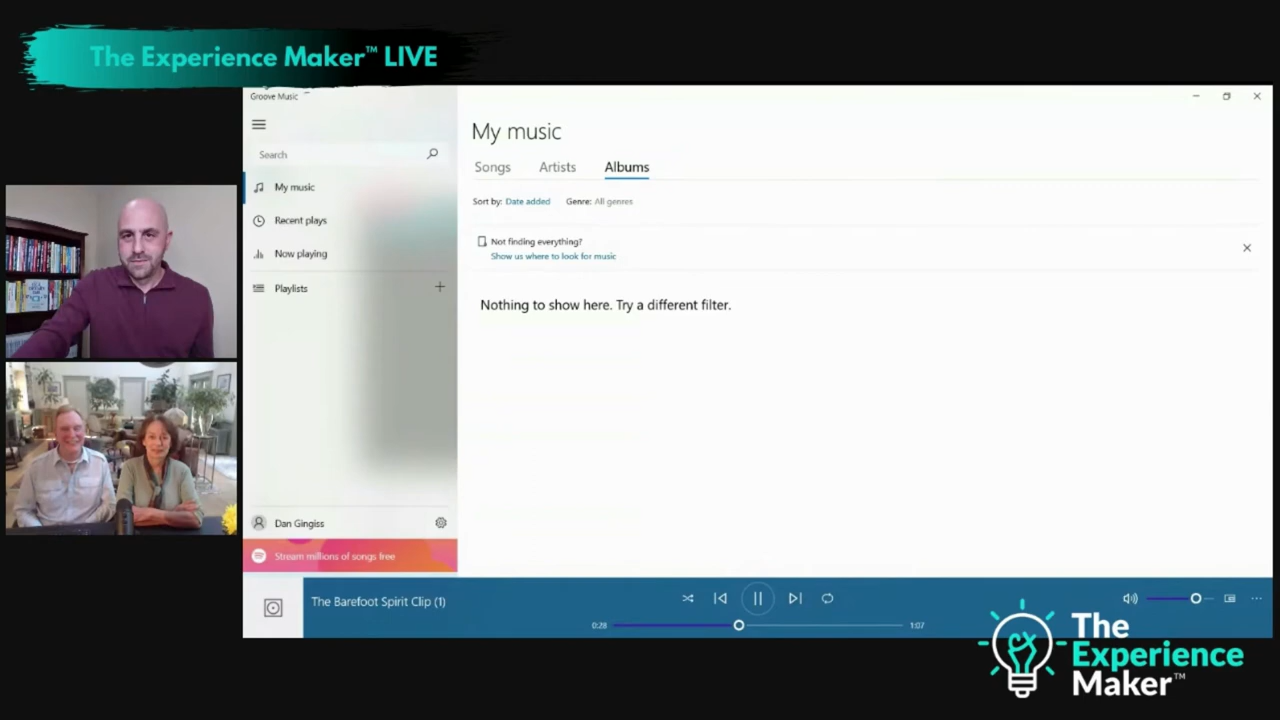 The Experience Maker™ LIVE
Groove Music
Search
My music
Recent plays
Now playing
Playlists
Dan Gingiss
Stream millions of songs free
My music
Songs Artists Albums
Sort by: Date added Genre: All genres
Not finding everything?
Show us where to look for music
Nothing to show here. Try a different filter.
The Barefoot Spirit Clip (1)
0:28
1:07
The
Experience
Maker™